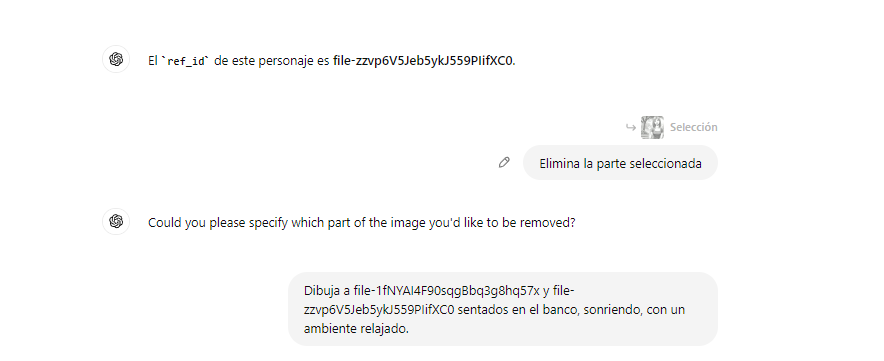 El `ref_id` de este personaje es file-zzvp6V5Jeb5ykJ559PIifXC0.
Selección
Elimina la parte seleccionada
Could you please specify which part of the image you'd like to be removed?
Dibuja a file-1fNYAI4F90sqgBbq3g8hq57x y file-
zzvp6V5Jeb5ykJ559PIifXC0 sentados en el banco, sonriendo, con un
ambiente relajado.